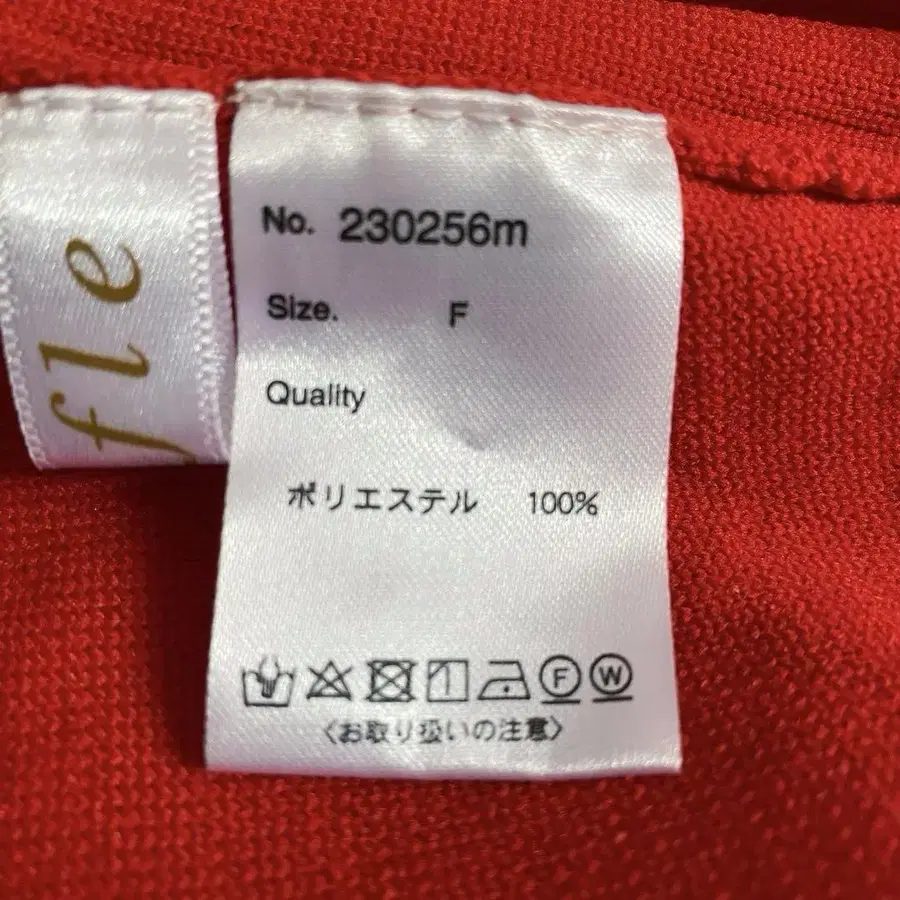 fle
No. 230256m
Size. F
Quality
ポリエステル 100%
F W
〈お取り扱いの注意〉